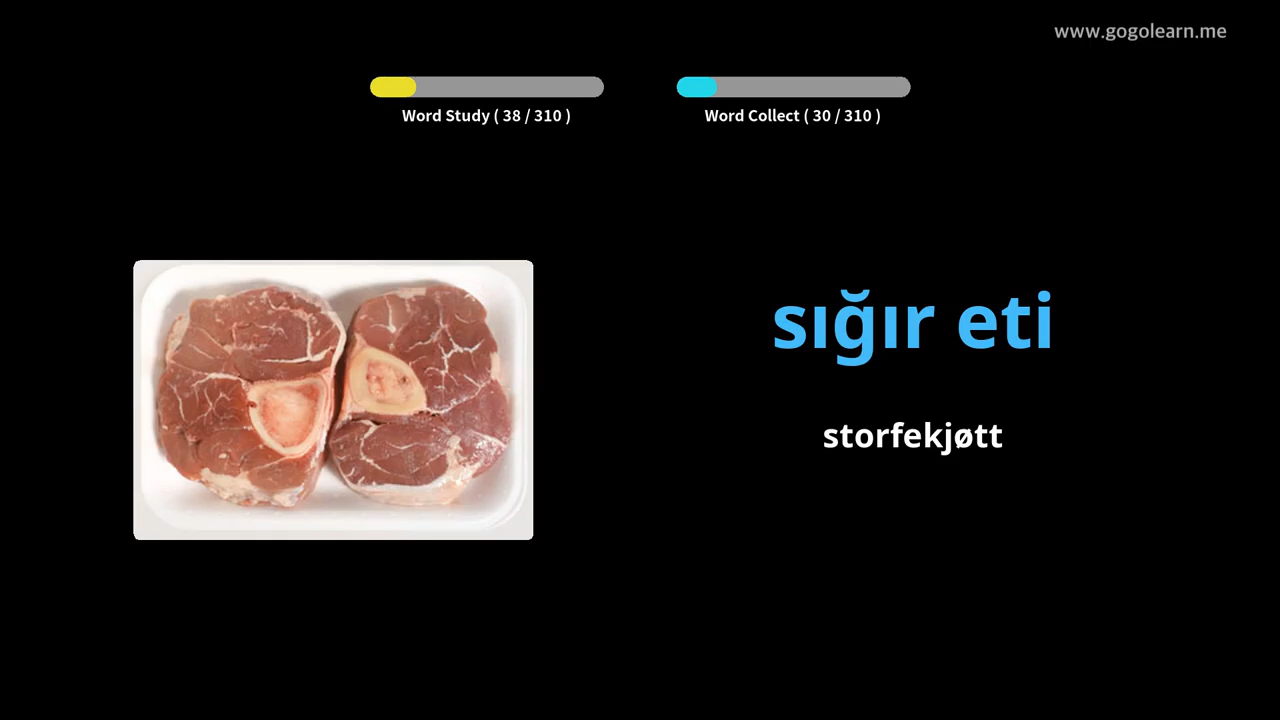 www.gogolearn.me
Word Study ( 38 / 310 )
Word Collect ( 30 / 310 )
sığır eti
storfekjøtt